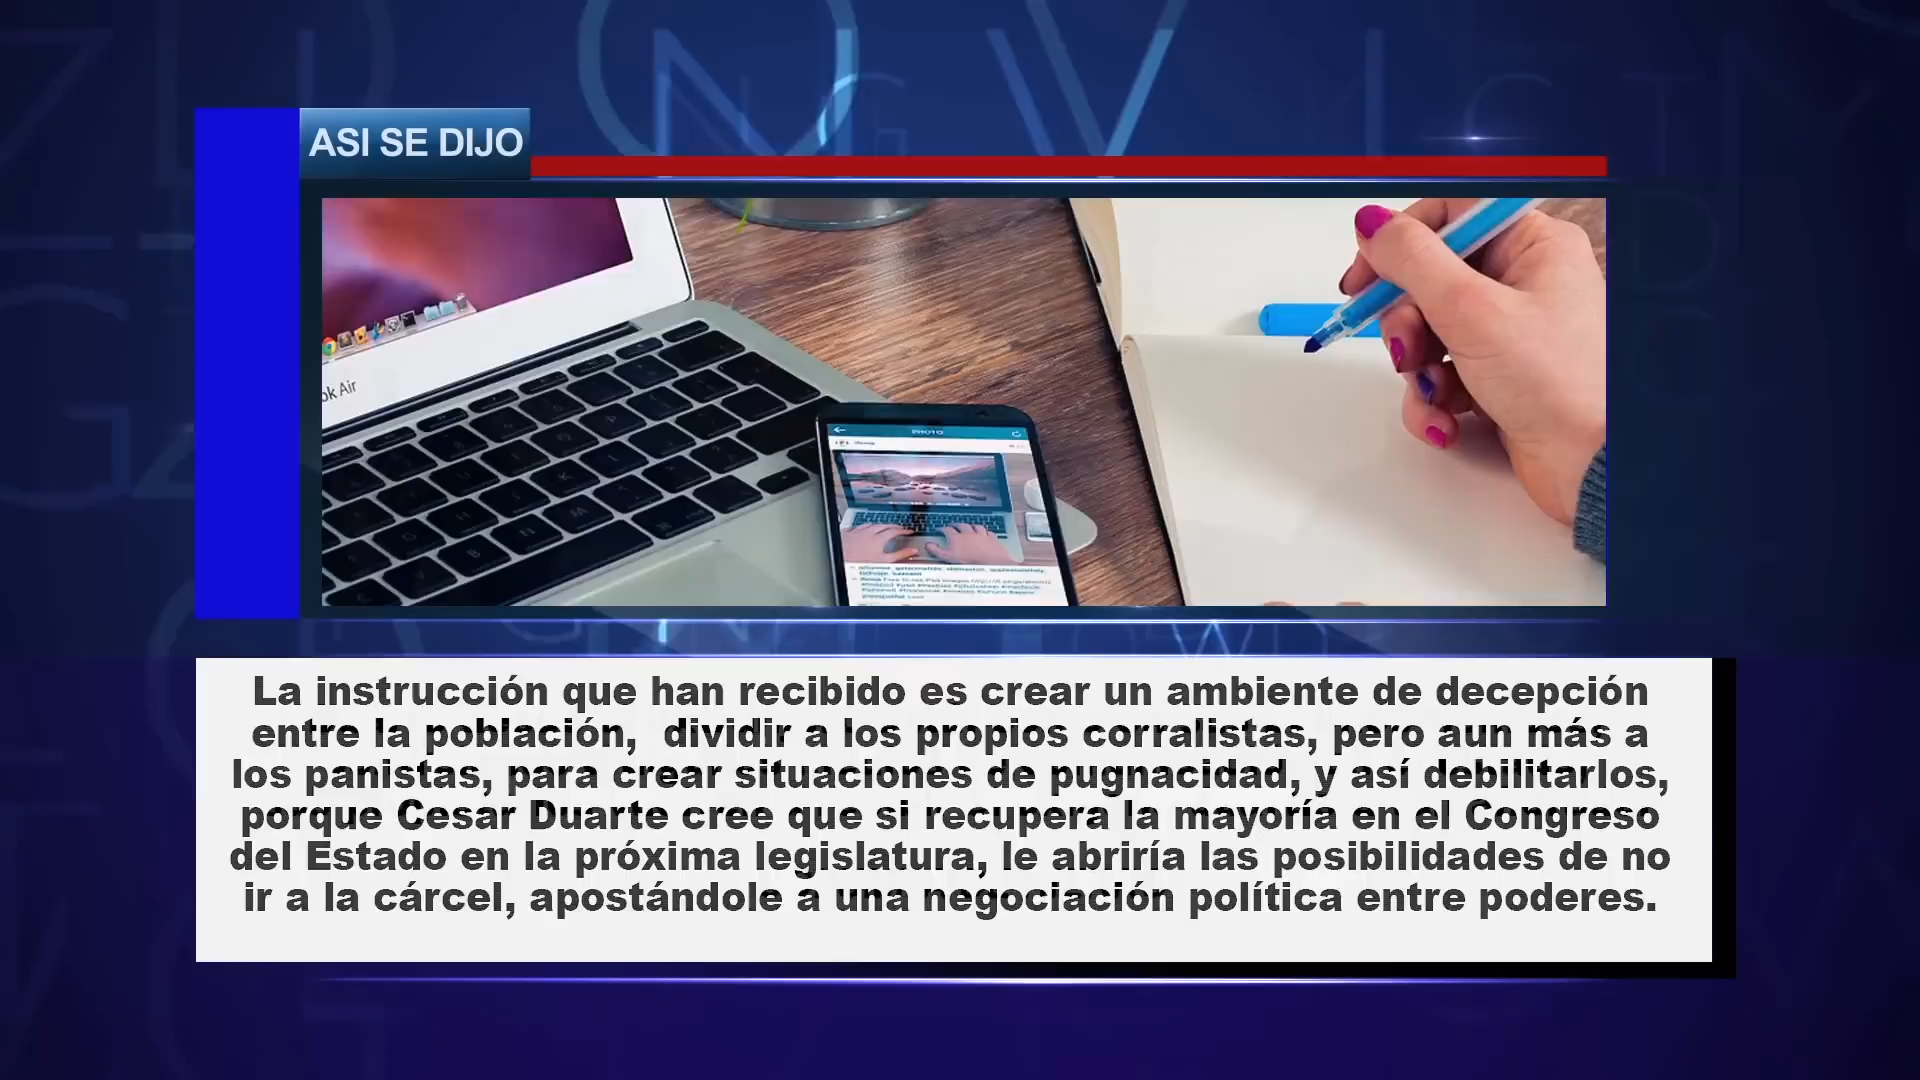 ASI SE DIJO
ok Air
PHOTO
La instrucción que han recibido es crear un ambiente de decepción
entre la población, dividir a los propios corralistas, pero aun más a
los panistas, para crear situaciones de pugnacidad, y así debilitarlos,
porque Cesar Duarte cree que si recupera la mayoría en el Congreso
del Estado en la próxima legislatura, le abriría las posibilidades de no
ir a la cárcel, apostándole a una negociación política entre poderes.